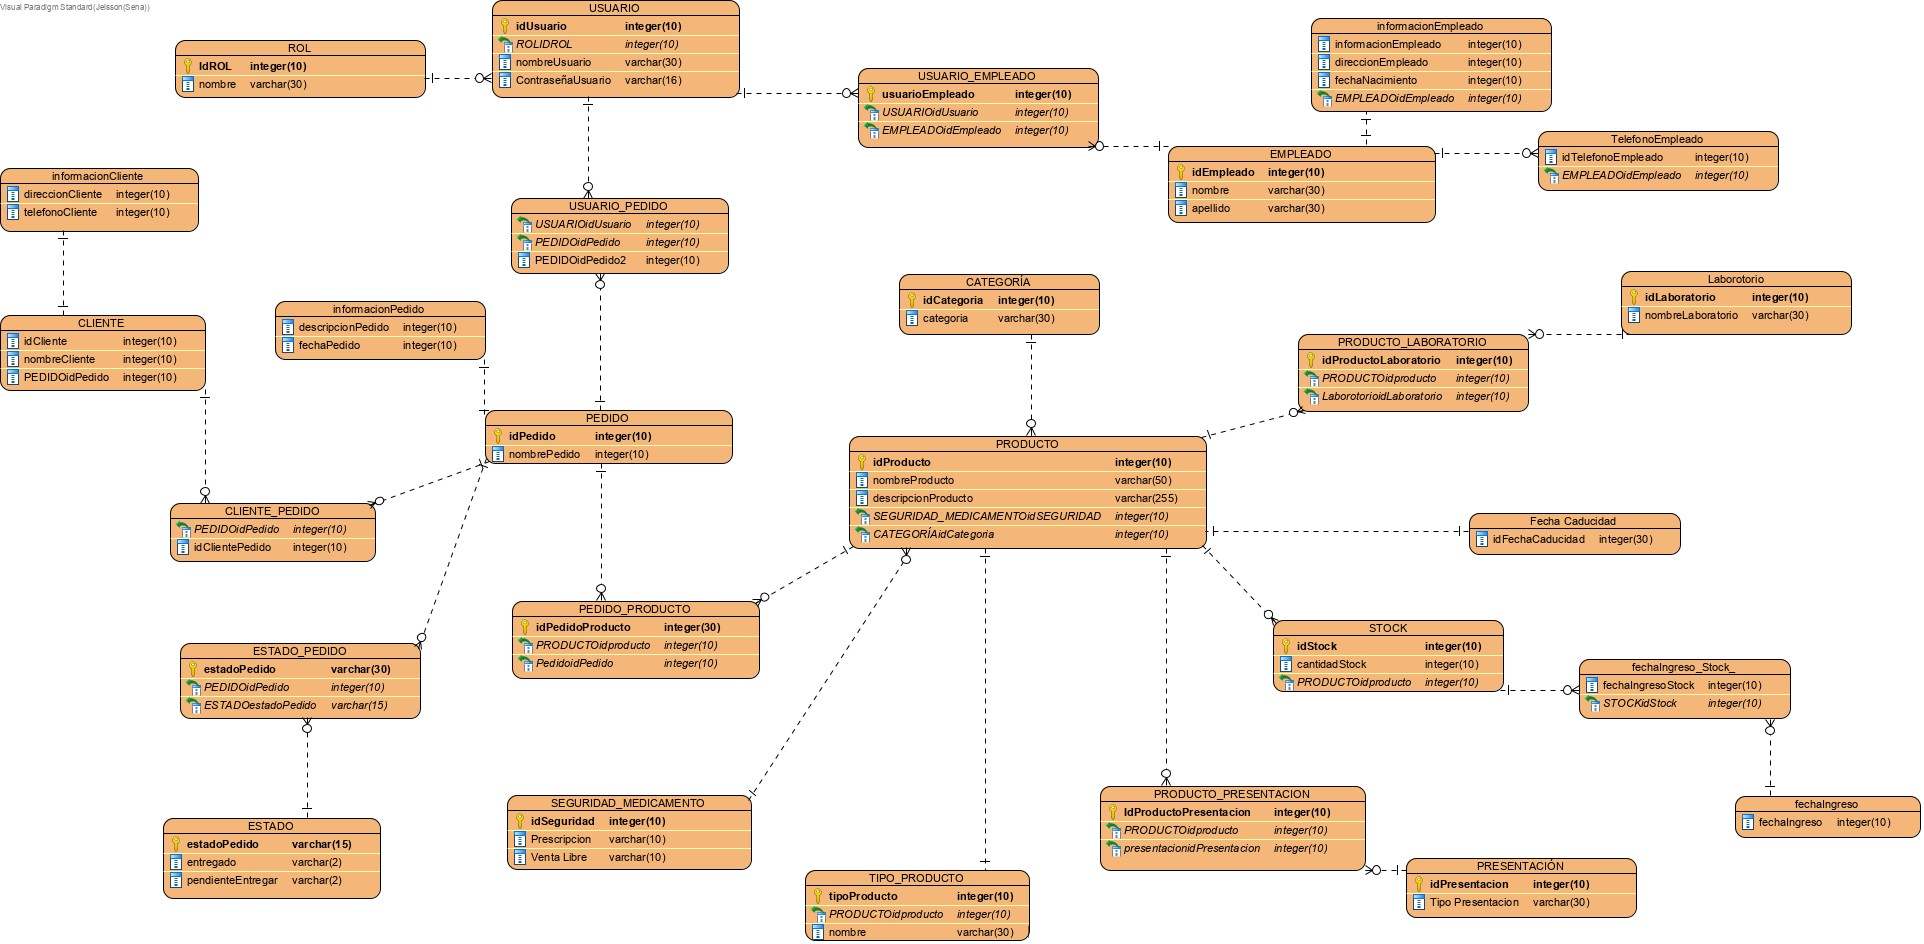 Visual Paradigm Standard(Jeisson(Sena))
USUARIO
idUsuario integer(10)
ROLIDROL integer(10)
nombreUsuario varchar(30)
ContraseñaUsuario varchar(16)
ROL
IdROL integer(10)
nombre varchar(30)
USUARIO_EMPLEADO
usuarioEmpleado integer(10)
USUARIOidUsuario integer(10)
EMPLEADOidEmpleado integer(10)
informacionEmpleado
informacionEmpleado integer(10)
direccionEmpleado integer(10)
fechaNacimiento integer(10)
EMPLEADOidEmpleado integer(10)
TelefonoEmpleado
idTelefonoEmpleado integer(10)
EMPLEADOidEmpleado integer(10)
EMPLEADO
idEmpleado integer(10)
nombre varchar(30)
apellido varchar(30)
informacionCliente
direccionCliente integer(10)
telefonoCliente integer(10)
USUARIO_PEDIDO
USUARIOidUsuario integer(10)
PEDIDOidPedido integer(10)
PEDIDOidPedido2 integer(10)
CATEGORÍA
idCategoria integer(10)
categoria varchar(30)
Laborotorio
idLaboratorio integer(10)
nombreLaboratorio varchar(30)
informacionPedido
descripcionPedido integer(10)
fechaPedido integer(10)
CLIENTE
idCliente integer(10)
nombreCliente integer(10)
PEDIDOidPedido integer(10)
PRODUCTO_LABORATORIO
idProductoLaboratorio integer(10)
PRODUCTOidproducto integer(10)
LaborotorioidLaboratorio integer(10)
PEDIDO
idPedido integer(10)
nombrePedido integer(10)
PRODUCTO
idProducto integer(10)
nombreProducto varchar(50)
descripcionProducto varchar(255)
SEGURIDAD_MEDICAMENTOidSEGURIDAD integer(10)
CATEGORÍAidCategoria integer(10)
CLIENTE_PEDIDO
PEDIDOidPedido integer(10)
idClientePedido integer(10)
Fecha Caducidad
idFechaCaducidad integer(30)
PEDIDO_PRODUCTO
idPedidoProducto integer(30)
PRODUCTOidproducto integer(10)
PedidoidPedido integer(10)
STOCK
idStock integer(10)
cantidadStock integer(10)
PRODUCTOidproducto integer(10)
ESTADO_PEDIDO
estadoPedido varchar(30)
PEDIDOidPedido integer(10)
ESTADOestadoPedido varchar(15)
fechaIngreso_Stock_
fechaIngresoStock integer(10)
STOCKidStock integer(10)
SEGURIDAD_MEDICAMENTO
idSeguridad integer(10)
Prescripcion varchar(10)
Venta Libre varchar(10)
PRODUCTO_PRESENTACION
IdProductoPresentacion integer(10)
PRODUCTOidproducto integer(10)
presentacionidPresentacion integer(10)
fechaIngreso
fechaIngreso integer(10)
ESTADO
estadoPedido varchar(15)
entregado varchar(2)
pendienteEntregar varchar(2)
TIPO_PRODUCTO
tipoProducto integer(10)
PRODUCTOidproducto integer(10)
nombre varchar(30)
PRESENTACIÓN
idPresentacion integer(10)
Tipo Presentacion varchar(30)